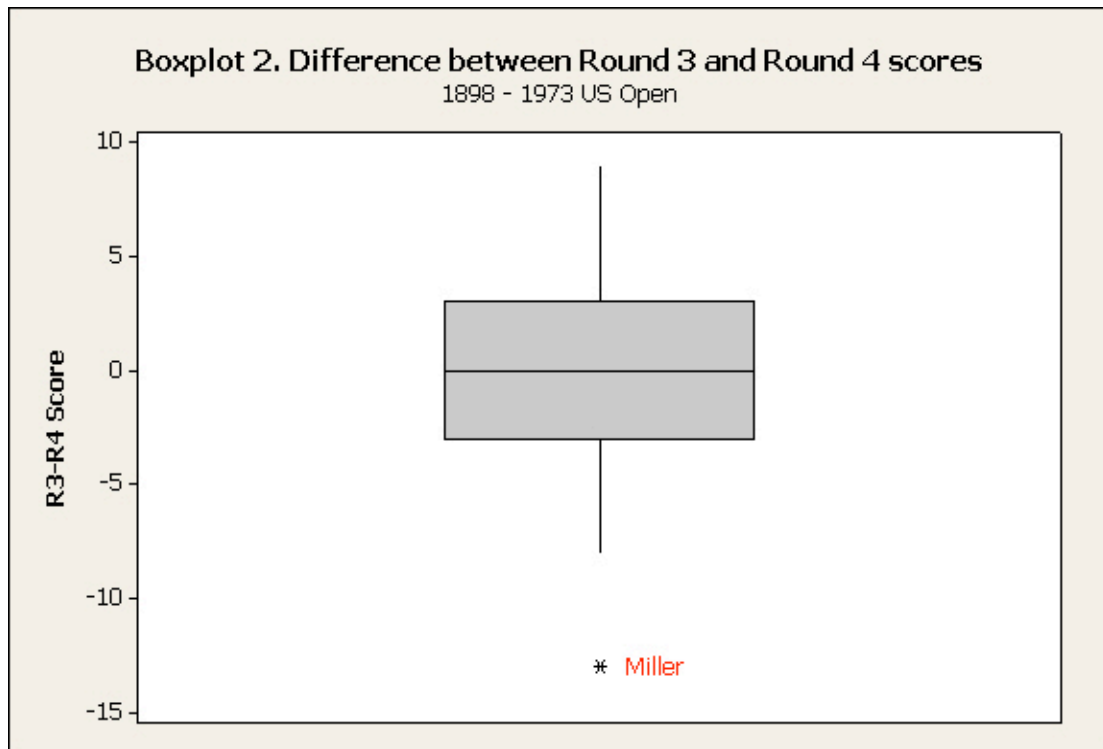 Boxplot 2. Difference between Round 3 and Round 4 scores
1898 - 1973 US Open
10
5
0
-5
-10
-15
R3-R4 Score
Miller